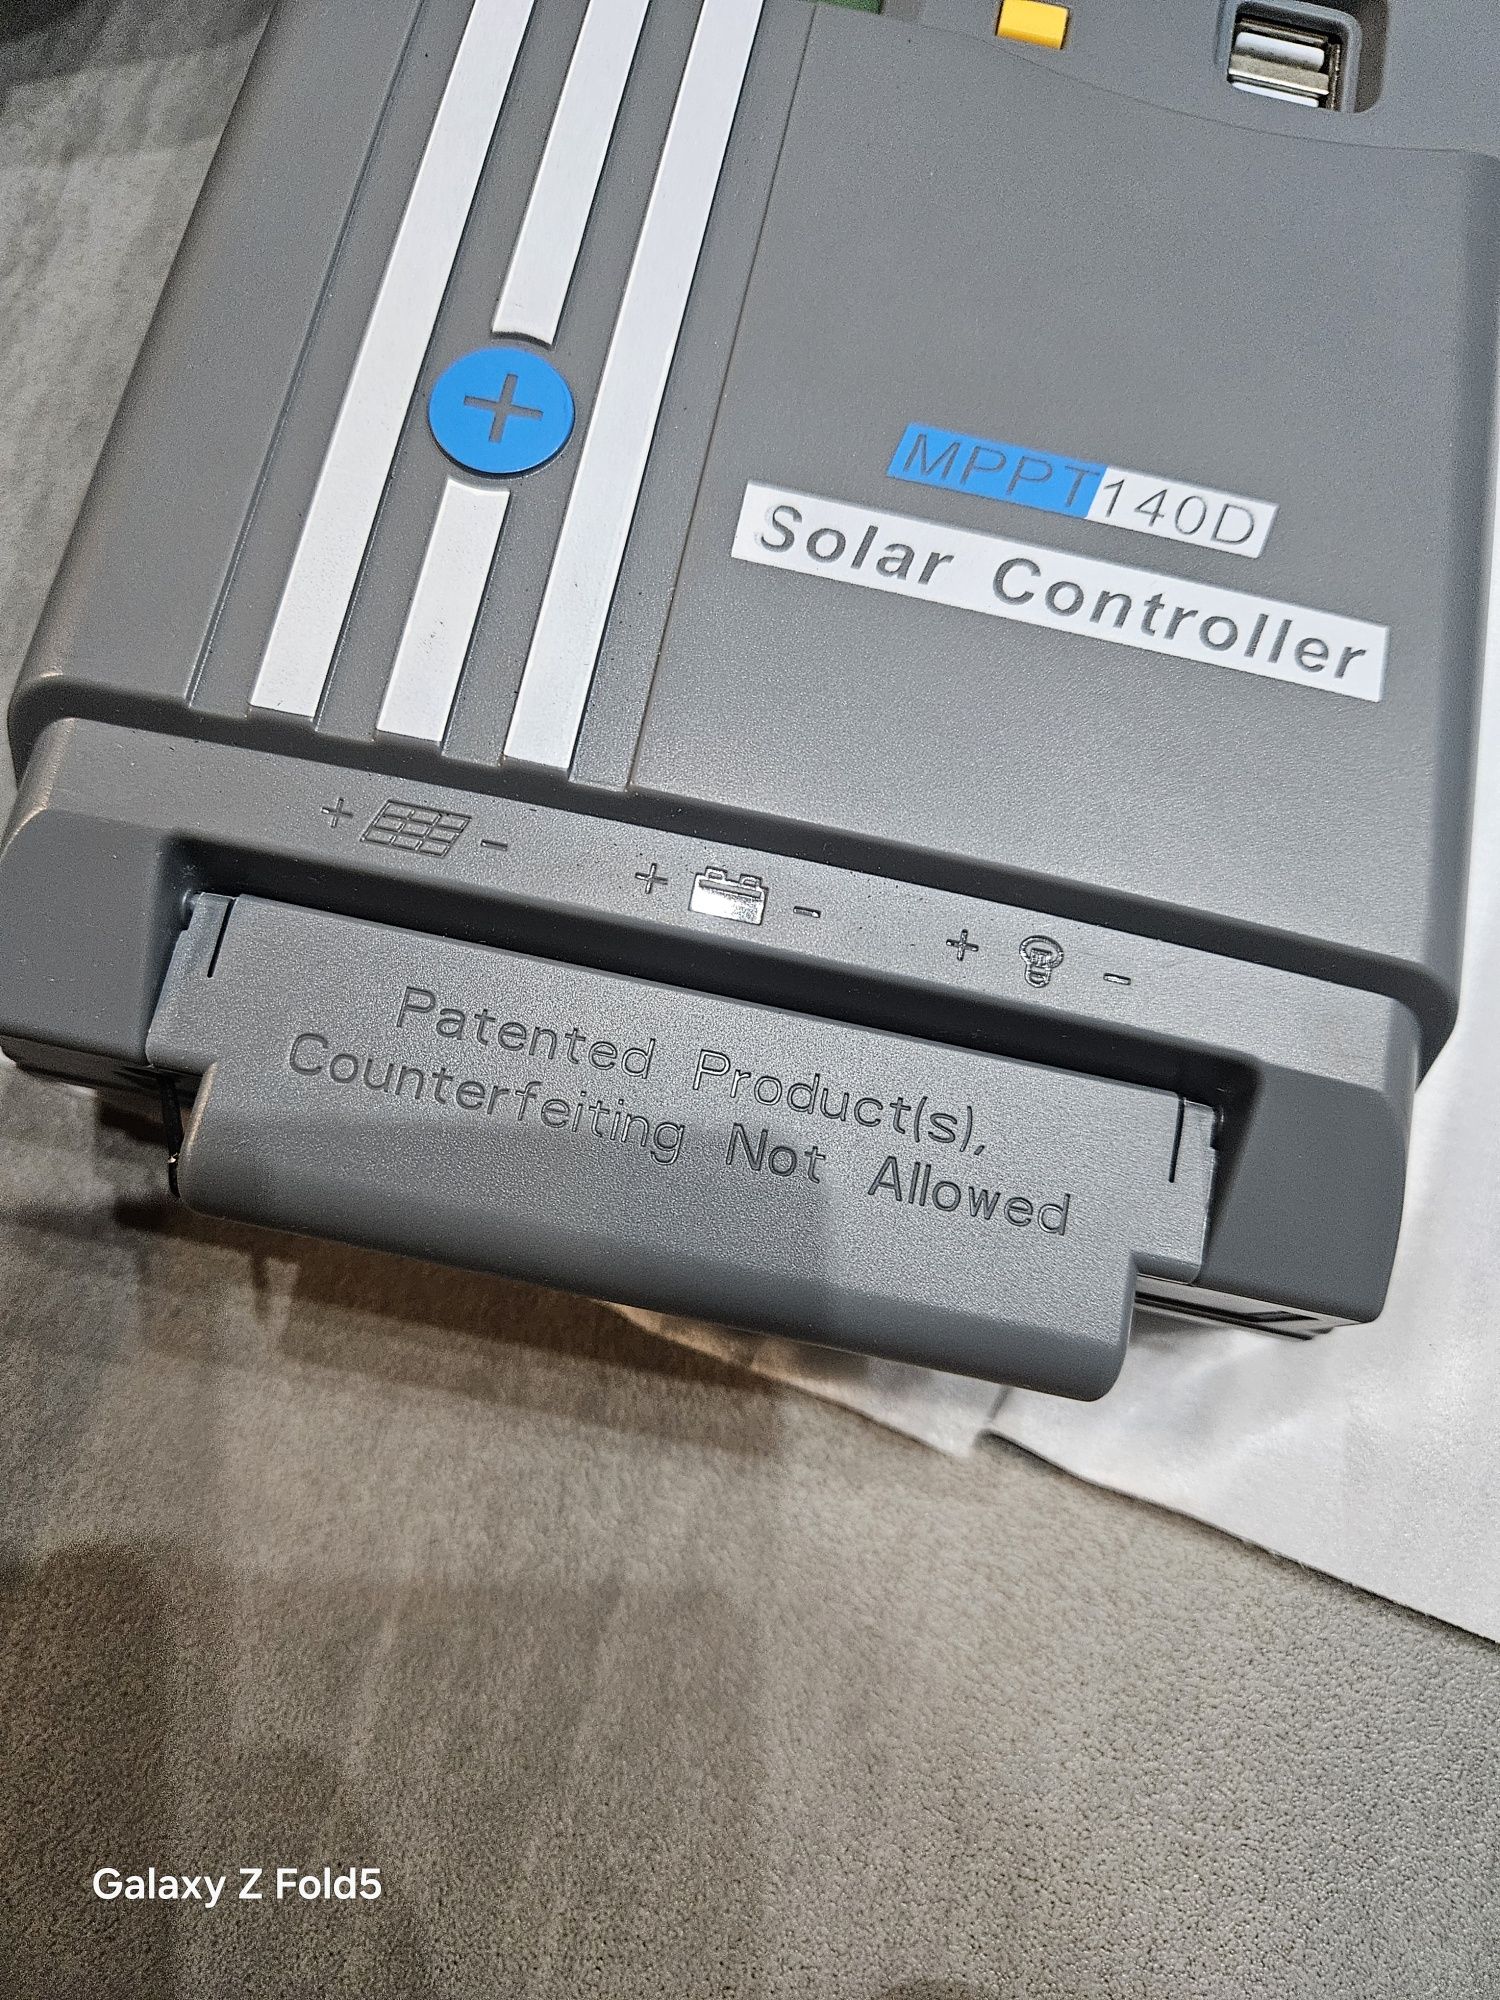 MPPT140D
Solar Controller
+ - + - + -
Patented Product(s),
Counterfeiting Not Allowed
Galaxy Z Fold5